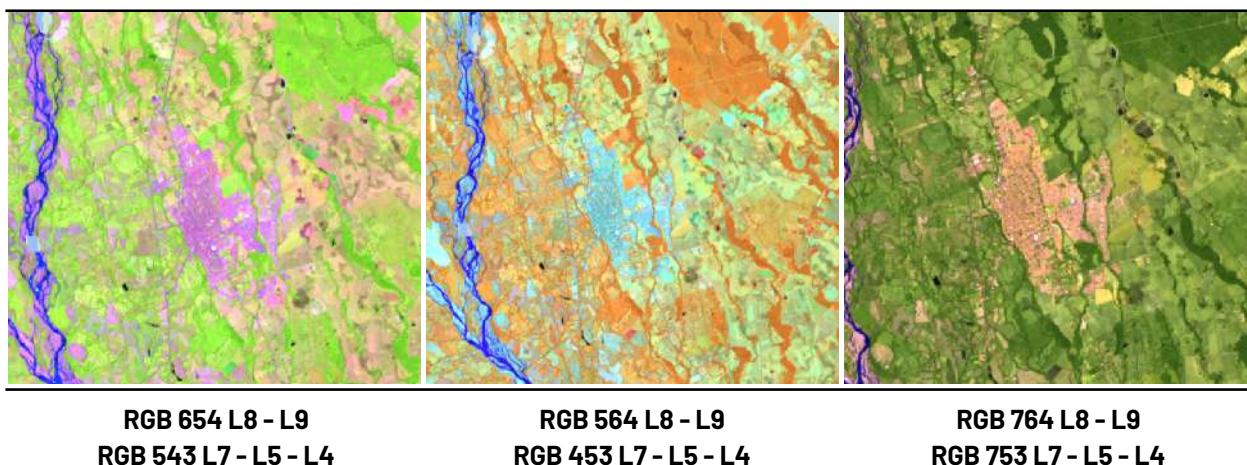 RGB 654 L8 - L9
RGB 543 L7 - L5 - L4
RGB 564 L8 - L9
RGB 453 L7 - L5 - L4
RGB 764 L8 - L9
RGB 753 L7 - L5 - L4